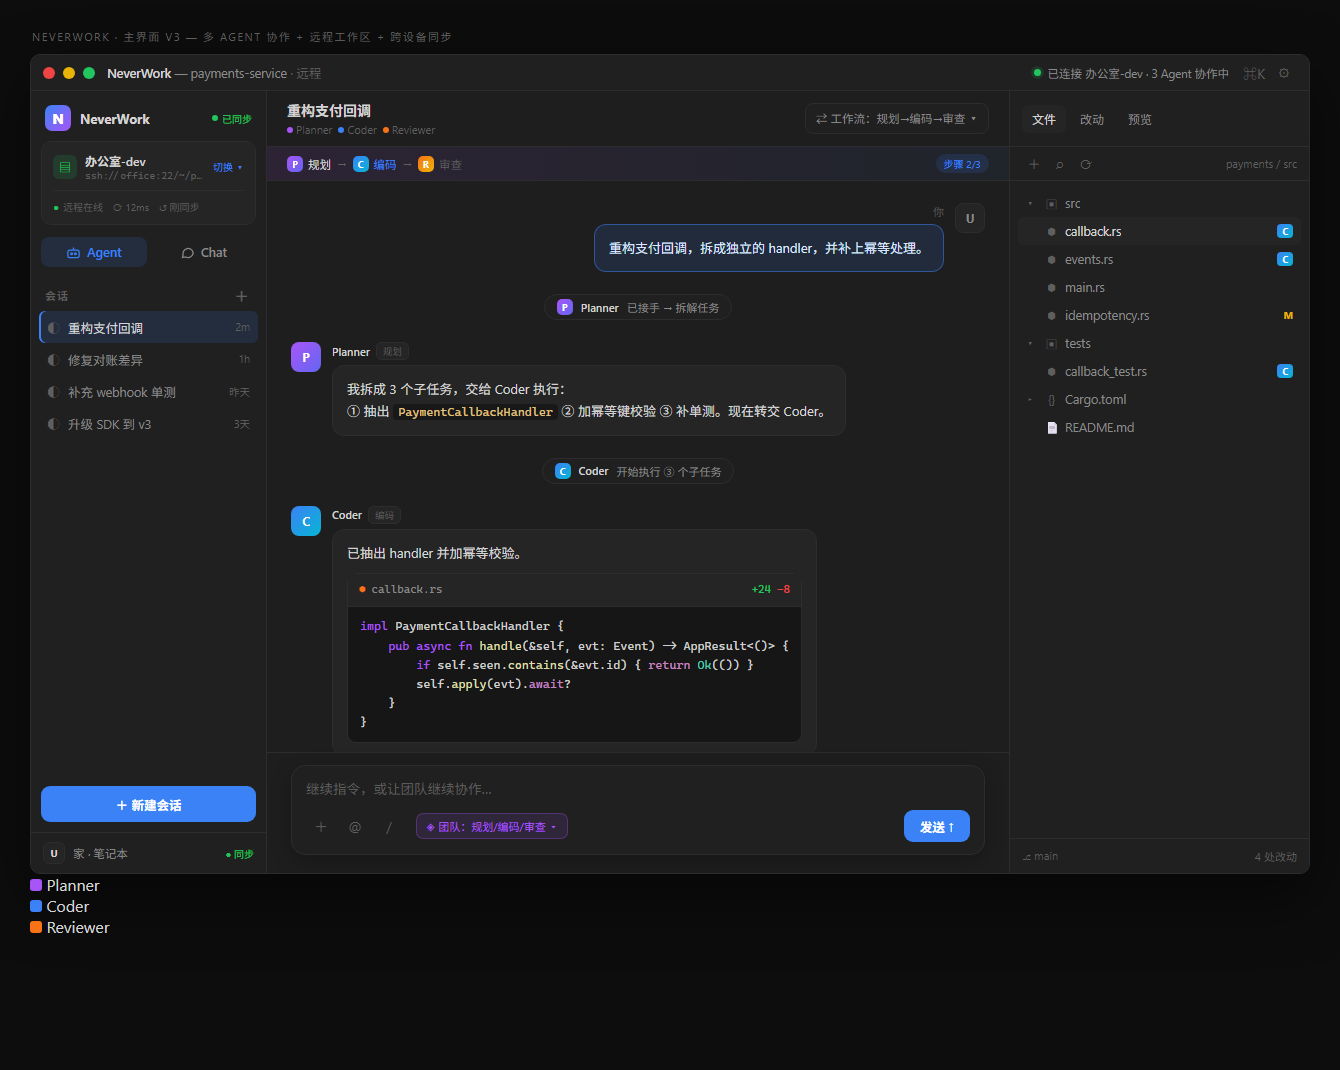 NEVERWORK · 主界面 V3 — 多 AGENT 协作 + 远程工作区 + 跨设备同步
NeverWork — payments-service · 远程
已连接 办公室-dev · 3 Agent 协作中
⌘K
N
NeverWork
已同步
办公室-dev
ssh://office:22/~/p…
切换
远程在线
12ms
刚同步
Agent
Chat
会话
重构支付回调
2m
修复对账差异
1h
补充 webhook 单测
昨天
升级 SDK 到 v3
3天
+ 新建会话
U
家 · 笔记本
同步
重构支付回调
Planner
Coder
Reviewer
⇄ 工作流：规划→编码→审查
P 规划 → C 编码 → R 审查
步骤 2/3
你
U
重构支付回调，拆成独立的 handler，并补上幂等处理。
P Planner 已接手 → 拆解任务
P
Planner 规划
我拆成 3 个子任务，交给 Coder 执行：
① 抽出 PaymentCallbackHandler ② 加幂等键校验 ③ 补单测。现在转交 Coder。
C Coder 开始执行 ③ 个子任务
C
Coder 编码
已抽出 handler 并加幂等校验。
callback.rs
+24 −8
impl PaymentCallbackHandler {
    pub async fn handle(&self, evt: Event) -> AppResult<()> {
        if self.seen.contains(&evt.id) { return Ok(()) }
        self.apply(evt).await?
    }
}
继续指令，或让团队继续协作…
+ @ /
◈ 团队：规划/编码/审查
发送 ↑
文件
改动
预览
payments / src
src
callback.rs
C
events.rs
C
main.rs
idempotency.rs
M
tests
callback_test.rs
C
{} Cargo.toml
README.md
main
4 处改动
Planner
Coder
Reviewer